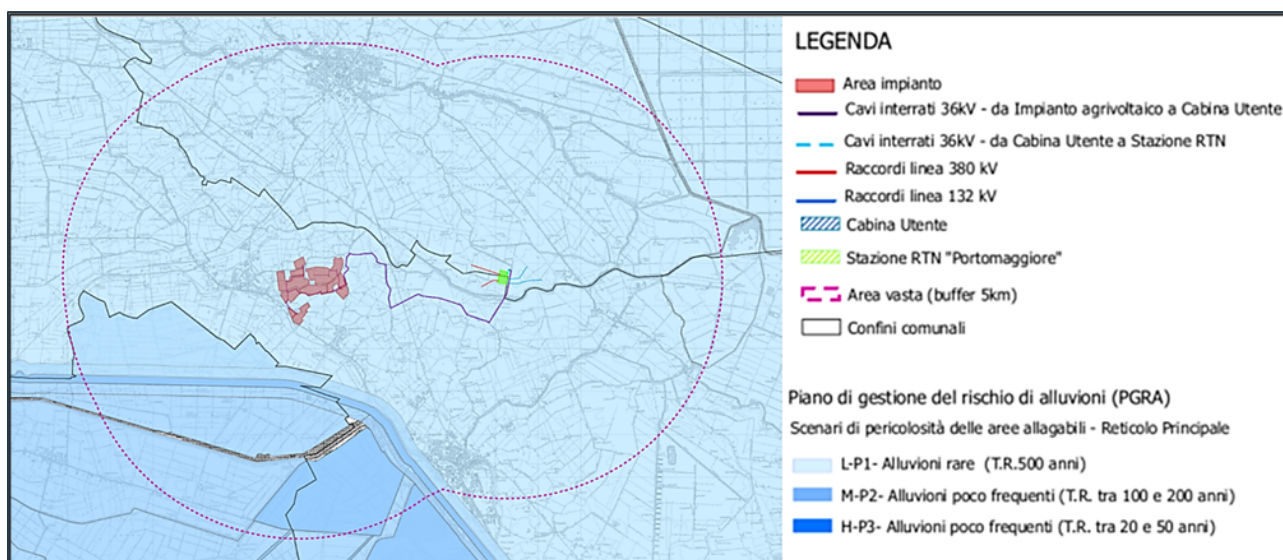 LEGENDA
Area impianto
Cavi interrati 36kV - da Impianto agrivoltaico a Cabina Utente
Cavi interrati 36kV - da Cabina Utente a Stazione RTN
Raccordi linea 380 kV
Raccordi linea 132 kV
Cabina Utente
Stazione RTN "Portomaggiore"
Area vasta (buffer 5km)
Confini comunali
Piano di gestione del rischio di alluvioni (PGRA)
Scenari di pericolosità delle aree allagabili - Reticolo Principale
L-P1- Alluvioni rare (T.R.500 anni)
M-P2- Alluvioni poco frequenti (T.R. tra 100 e 200 anni)
H-P3- Alluvioni poco frequenti (T.R. tra 20 e 50 anni)